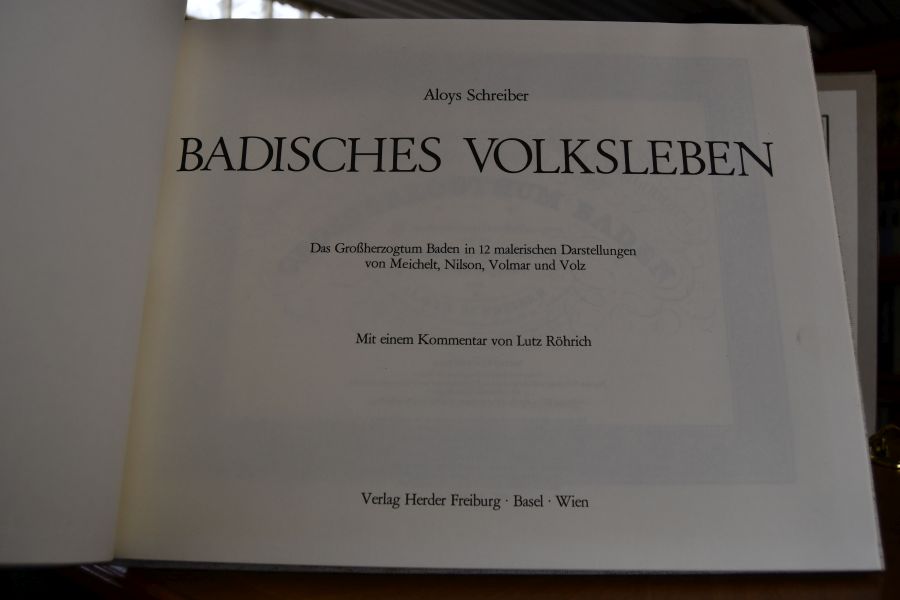 Aloys Schreiber
BADISCHES VOLKSLEBEN
Das Großherzogtum Baden in 12 malerischen Darstellungen
von Meichelt, Nilson, Volmar und Volz
Mit einem Kommentar von Lutz Röhrich
Verlag Herder Freiburg · Basel · Wien